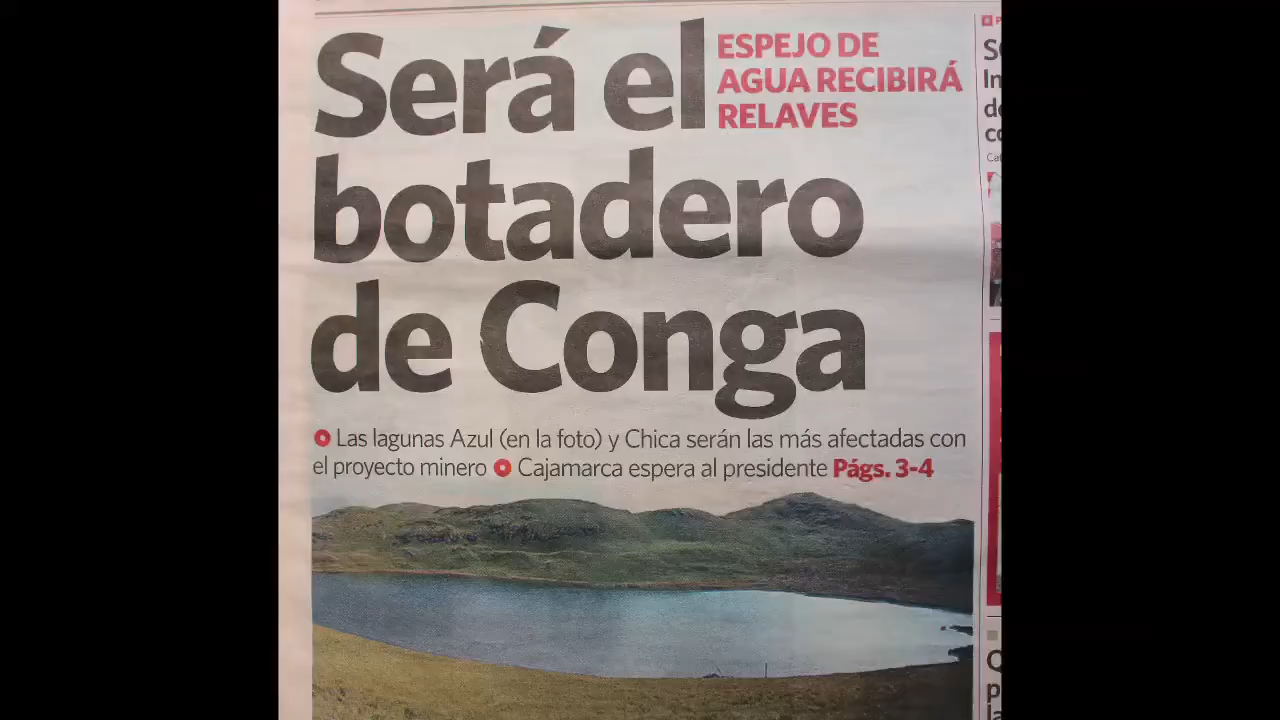 Será el
botadero
de Conga
ESPEJO DE
AGUA RECIBIRÁ
RELAVES
Las lagunas Azul (en la foto) y Chica serán las más afectadas con
el proyecto minero Cajamarca espera al presidente Págs. 3-4